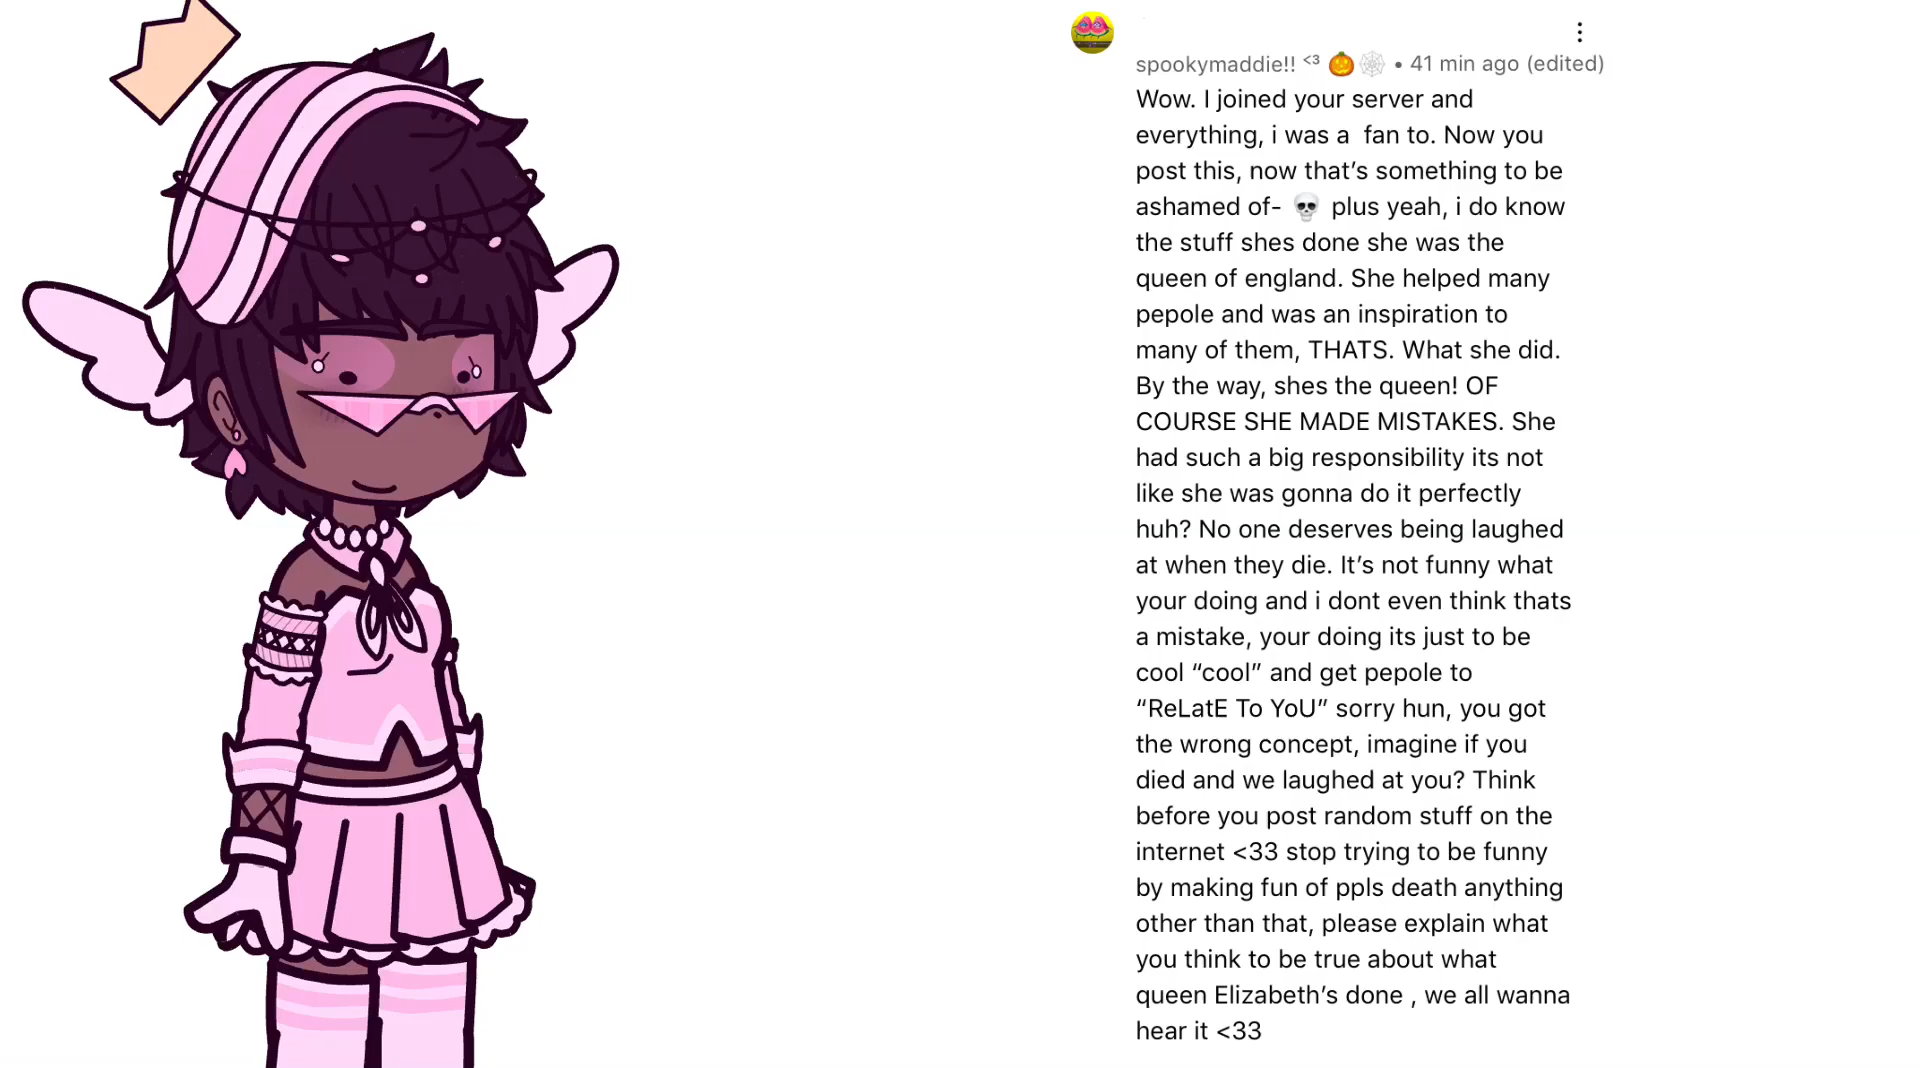 spookymaddie!! <3 🎃🕸 • 41 min ago (edited)
Wow. I joined your server and
everything, i was a  fan to. Now you
post this, now that’s something to be
ashamed of- 💀 plus yeah, i do know
the stuff shes done she was the
queen of england. She helped many
pepole and was an inspiration to
many of them, THATS. What she did.
By the way, shes the queen! OF
COURSE SHE MADE MISTAKES. She
had such a big responsibility its not
like she was gonna do it perfectly
huh? No one deserves being laughed
at when they die. It’s not funny what
your doing and i dont even think thats
a mistake, your doing its just to be
cool “cool” and get pepole to
“ReLatE To YoU” sorry hun, you got
the wrong concept, imagine if you
died and we laughed at you? Think
before you post random stuff on the
internet <33 stop trying to be funny
by making fun of ppls death anything
other than that, please explain what
you think to be true about what
queen Elizabeth’s done , we all wanna
hear it <33